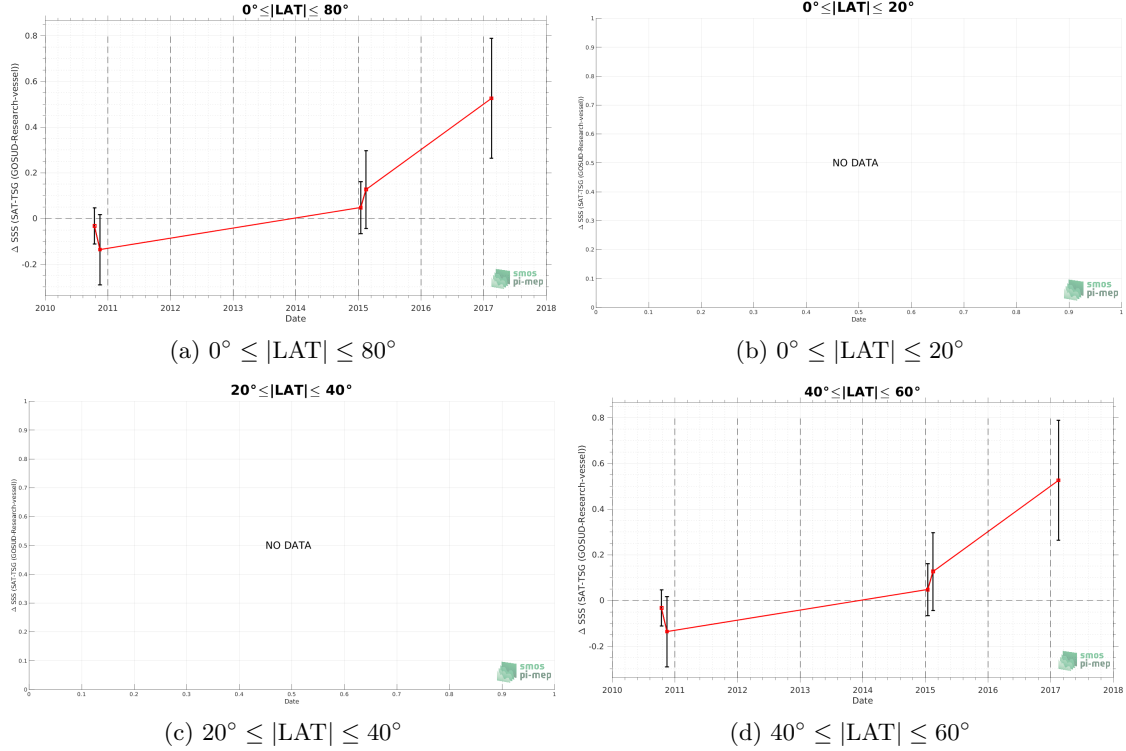 0°≤|LAT|≤ 80°
Δ SSS (SAT-TSG (GOSUD-Research-vessel))
0.8
0.6
0.4
0.2
0
-0.2
2010 2011 2012 2013 2014 2015 2016 2017 2018
Date
smos
pi-mep
(a) 0° ≤ |LAT| ≤ 80°
0°≤|LAT|≤ 20°
Δ SSS (SAT-TSG (GOSUD-Research-vessel))
1
0.9
0.8
0.7
0.6
0.5
0.4
0.3
0.2
0.1
0
NO DATA
0 0.1 0.2 0.3 0.4 0.5 0.6 0.7 0.8 0.9 1
Date
smos
pi-mep
(b) 0° ≤ |LAT| ≤ 20°
20°≤|LAT|≤ 40°
Δ SSS (SAT-TSG (GOSUD-Research-vessel))
1
0.9
0.8
0.7
0.6
0.5
0.4
0.3
0.2
0.1
0
NO DATA
0 0.1 0.2 0.3 0.4 0.5 0.6 0.7 0.8 0.9 1
Date
smos
pi-mep
(c) 20° ≤ |LAT| ≤ 40°
40°≤|LAT|≤ 60°
Δ SSS (SAT-TSG (GOSUD-Research-vessel))
0.8
0.6
0.4
0.2
0
-0.2
2010 2011 2012 2013 2014 2015 2016 2017 2018
Date
smos
pi-mep
(d) 40° ≤ |LAT| ≤ 60°